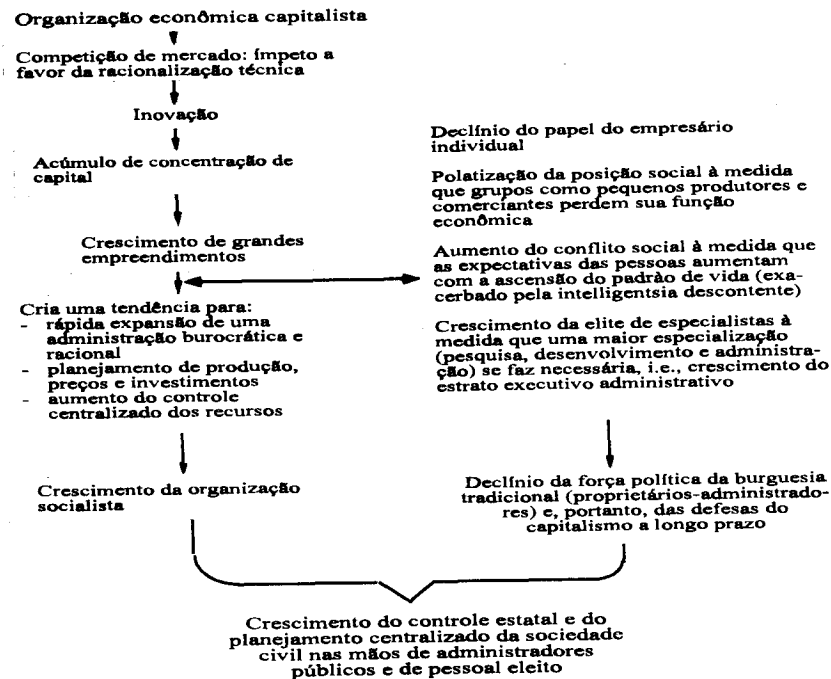 Organização econômica capitalista
Competição de mercado: ímpeto a
favor da racionalização técnica
Inovação
Acúmulo de concentração de
capital
Crescimento de grandes
empreendimentos
Cria uma tendência para:
- rápida expansão de uma
administração burocrática e
racional
- planejamento de produção,
preços e investimentos
- aumento do controle
centralizado dos recursos
Crescimento da organização
socialista
Declínio do papel do empresário
individual
Polatização da posição social à medida
que grupos como pequenos produtores e
comerciantes perdem sua função
econômica
Aumento do conflito social à medida que
as expectativas das pessoas aumentam
com a ascensão do padrào de vida (exa-
cerbado pela intelligentsia descontente)
Crescimento da elite de especialistas à
medida que uma maior especialização
(pesquisa, desenvolvimento e administra-
ção) se faz necessária, i.e., crescimento do
estrato executivo administrativo
Declínio da força política da burguesia
tradicional (proprietários-administrado-
res) e, portanto, das defesas do
capitalismo a longo prazo
Crescimento do controle estatal e do
planejamento centralizado da sociedade
civil nas mãos de administradores
públicos e de pessoal eleito